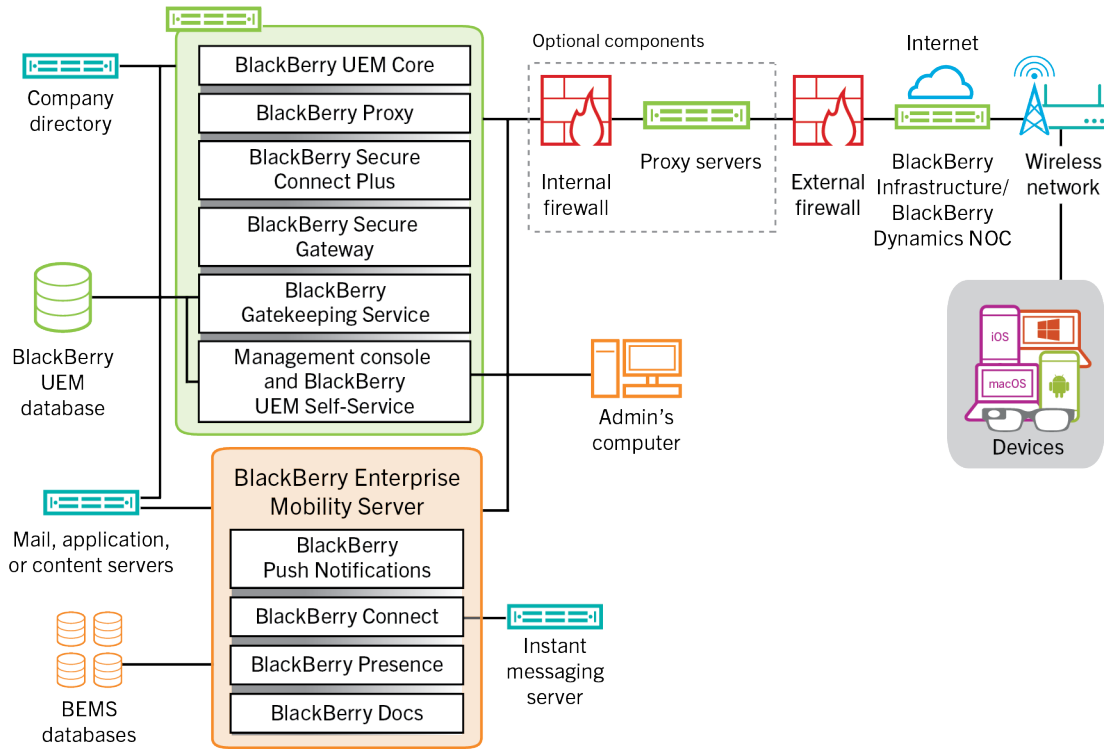 Company
directory
BlackBerry UEM Core
BlackBerry Proxy
BlackBerry Secure
Connect Plus
BlackBerry Secure
Gateway
BlackBerry
Gatekeeping Service
Management console
and BlackBerry
UEM Self-Service
BlackBerry
UEM
database
Optional components
Internal
firewall
Proxy servers
External
firewall
Internet
BlackBerry
Infrastructure/
BlackBerry
Dynamics NOC
Wireless
network
iOS
macOS
Devices
Admin's
computer
Mail, application,
or content servers
BlackBerry Enterprise
Mobility Server
BlackBerry
Push Notifications
BlackBerry Connect
BlackBerry Presence
BlackBerry Docs
Instant
messaging
server
BEMS
databases